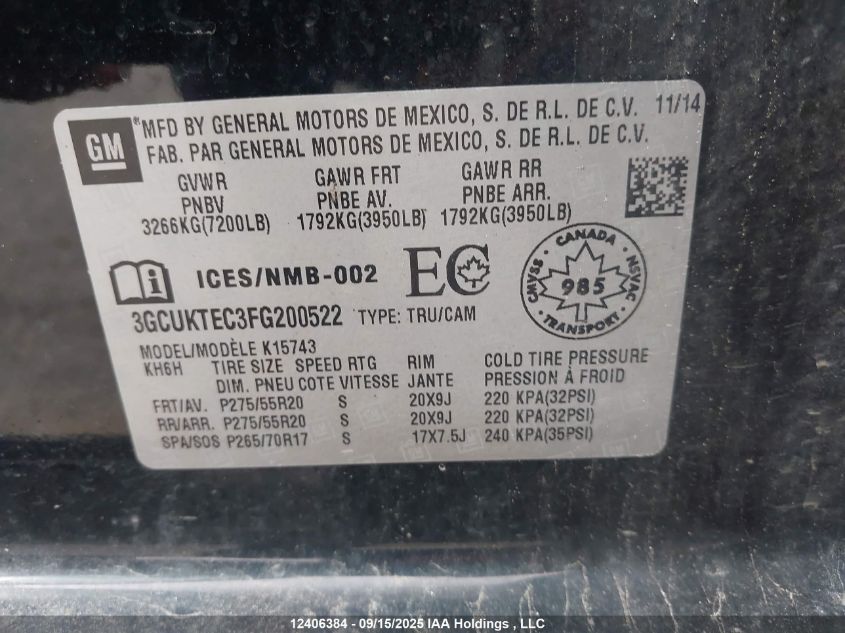 GM
*MFD BY GENERAL MOTORS DE MEXICO, S. DE R.L. DE C.V. 11/14
FAB. PAR GENERAL MOTORS DE MEXICO, S. DE R.L. DE C.V.
GVWR GAWR FRT GAWR RR
PNBV PNBE AV. PNBE ARR.
3266KG(7200LB) 1792KG(3950LB) 1792KG(3950LB)
ICES/NMB-002 EC
CANADA
CMVSS 985 NSVAC
TRANSPORT
3GCUKTEC3FG200522 TYPE: TRU/CAM
MODEL/MODÈLE K15743
KH6H TIRE SIZE SPEED RTG RIM COLD TIRE PRESSURE
DIM. PNEU COTE VITESSE JANTE PRESSION À FROID
FRT/AV. P275/55R20 S 20X9J 220 KPA(32PSI)
RR/ARR. P275/55R20 S 20X9J 220 KPA(32PSI)
SPA/SOS P265/70R17 S 17X7.5J 240 KPA(35PSI)
12406384 - 09/15/2025 IAA Holdings , LLC